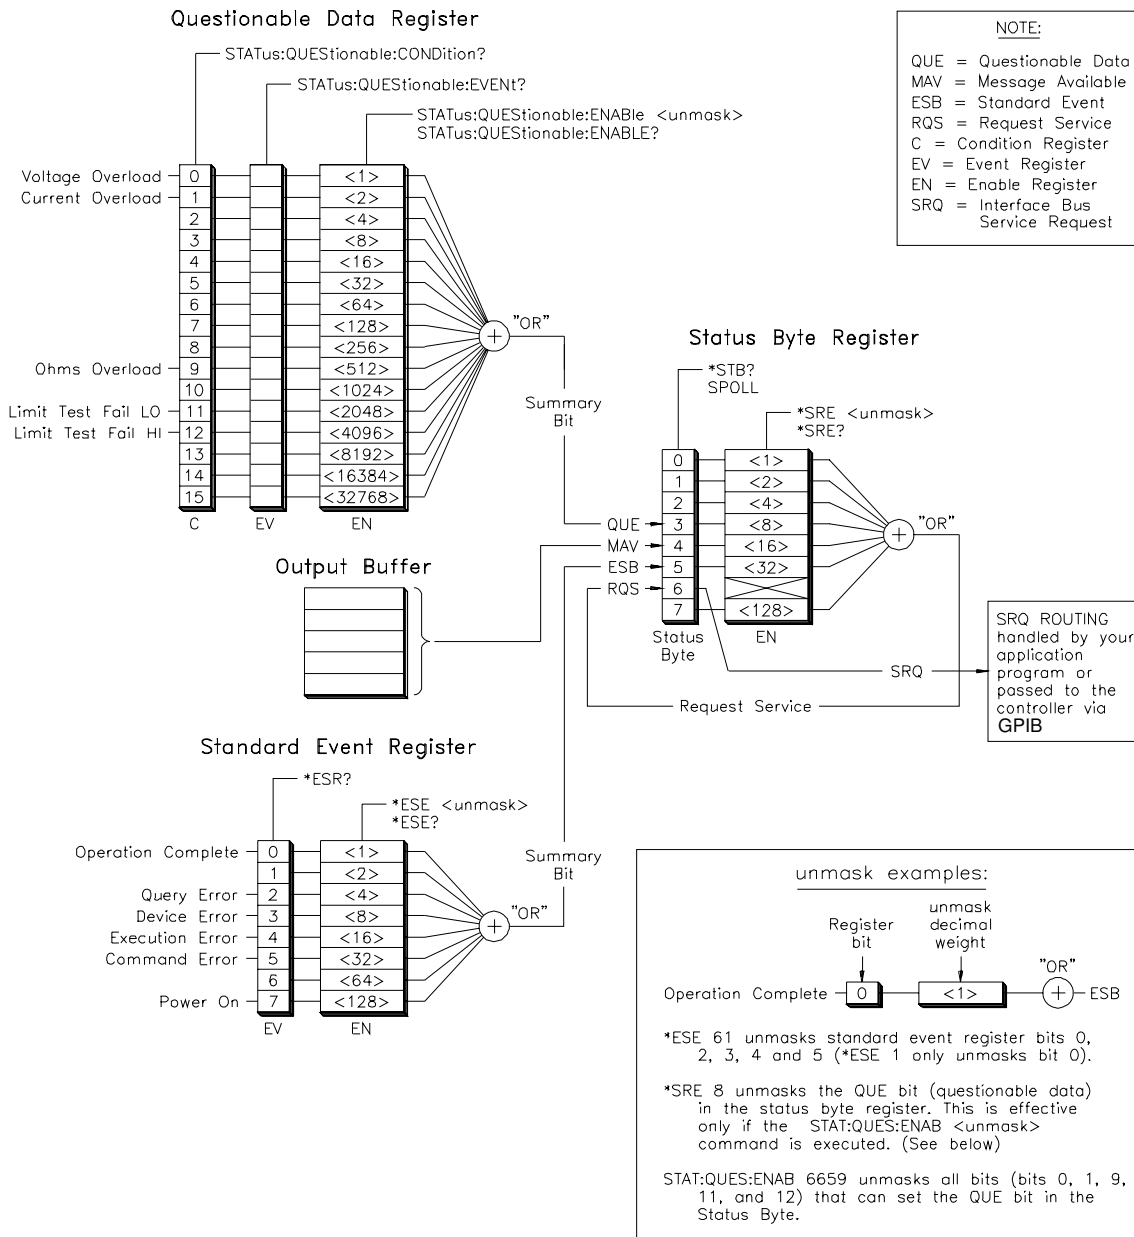 Questionable Data Register
STATus:QUEStionable:CONDition?
STATus:QUEStionable:EVENt?
STATus:QUEStionable:ENABle <unmask>
STATus:QUEStionable:ENABLE?
Voltage Overload 0 <1>
Current Overload 1 <2>
2 <4>
3 <8>
4 <16>
5 <32>
6 <64>
7 <128>
8 <256>
Ohms Overload 9 <512>
10 <1024>
Limit Test Fail LO 11 <2048>
Limit Test Fail HI 12 <4096>
13 <8192>
14 <16384>
15 <32768>
C EV EN
+ "OR"
Summary
Bit
NOTE:
QUE = Questionable Data
MAV = Message Available
ESB = Standard Event
RQS = Request Service
C = Condition Register
EV = Event Register
EN = Enable Register
SRQ = Interface Bus
Service Request
Status Byte Register
*STB?
SPOLL
*SRE <unmask>
*SRE?
0 <1>
1 <2>
2 <4>
QUE 3 <8>
MAV 4 <16>
ESB 5 <32>
RQS 6
7 <128>
Status
Byte
EN
+ "OR"
SRQ
Request Service
SRQ ROUTING
handled by your
application
program or
passed to the
controller via
GPIB
Output Buffer
Standard Event Register
*ESR?
*ESE <unmask>
*ESE?
Operation Complete 0 <1>
1 <2>
Query Error 2 <4>
Device Error 3 <8>
Execution Error 4 <16>
Command Error 5 <32>
6 <64>
Power On 7 <128>
EV EN
+ "OR"
Summary
Bit
unmask examples:
Register
bit
unmask
decimal
weight
"OR"
Operation Complete 0 <1> + ESB
*ESE 61 unmasks standard event register bits 0,
2, 3, 4 and 5 (*ESE 1 only unmasks bit 0).
*SRE 8 unmasks the QUE bit (questionable data)
in the status byte register. This is effective
only if the STAT:QUES:ENAB <unmask>
command is executed. (See below)
STAT:QUES:ENAB 6659 unmasks all bits (bits 0, 1, 9,
11, and 12) that can set the QUE bit in the
Status Byte.